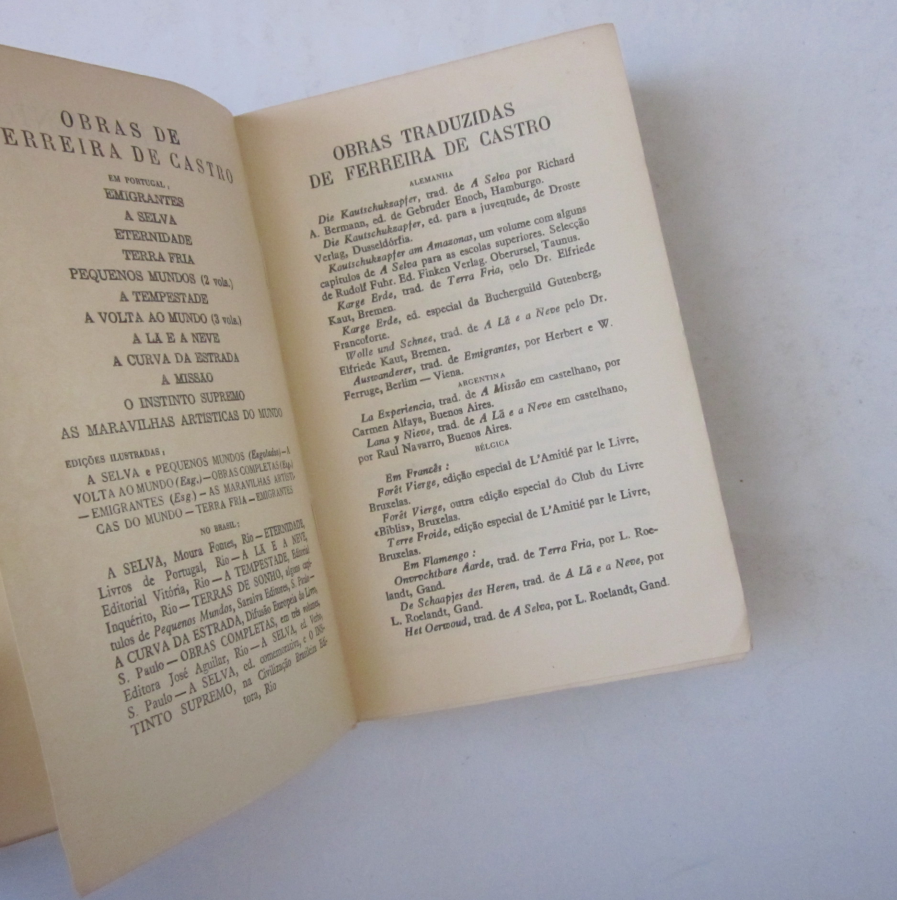 OBRAS DE
ERREIRA DE CASTRO
EM PORTUGAL:
EMIGRANTES
A SELVA
ETERNIDADE
TERRA FRIA
PEQUENOS MUNDOS (2 vols.)
A TEMPESTADE
A VOLTA AO MUNDO (3 vols.)
A LÃ E A NEVE
A CURVA DA ESTRADA
A MISSÃO
O INSTINTO SUPREMO
AS MARAVILHAS ARTÍSTICAS DO MUNDO
EDIÇÕES ILUSTRADAS:
A SELVA e PEQUENOS MUNDOS (Esgotados) — A
VOLTA AO MUNDO (Esg.) — OBRAS COMPLETAS (Esg.)
— EMIGRANTES (Esg.) — AS MARAVILHAS ARTÍSTI-
CAS DO MUNDO — TERRA FRIA — EMIGRANTES
NO BRASIL:
A SELVA, Moura Fontes, Rio — ETERNIDADE,
Livros de Portugal, Rio — A LÃ E A NEVE,
Editorial Vitória, Rio — A TEMPESTADE, Editorial
Inquérito, Rio — TERRAS DE SONHO, alguns capí-
tulos de Pequenos Mundos, Saraiva Editores, S. Paulo —
A CURVA DA ESTRADA, Difusão Europeia do Livro,
S. Paulo — OBRAS COMPLETAS, em três volumes,
Editora José Aguilar, Rio — A SELVA, ed. Verbo,
S. Paulo — A SELVA, ed. comemorativa, e O INS-
TINTO SUPREMO, na Civilização Brasileira Edi-
tora, Rio
OBRAS TRADUZIDAS
DE FERREIRA DE CASTRO
ALEMANHA
Die Kautschukzapfer, trad. de A Selva por Richard
A. Bermann, ed. de Gebruder Enoch, Hamburgo.
Die Kautschukzapfer, ed. para a juventude, de Droste
Verlag, Dusseldórfia.
Kautschukzapfer am Amazonas, um volume com alguns
capítulos de A Selva para as escolas superiores. Selecção
de Rudolf Fuhr. Ed. Finken Verlag. Oberursel, Taunus.
Karge Erde, trad. de Terra Fria, pelo Dr. Elfriede
Kaut, Bremen.
Karge Erde, ed. especial da Bucherguild Gutenberg,
Francoforte.
Wolle und Schnee, trad. de A Lã e a Neve pelo Dr.
Elfriede Kaut, Bremen.
Auswanderer, trad. de Emigrantes, por Herbert e W.
Perruge, Berlim — Viena.
ARGENTINA
La Experiencia, trad. de A Missão em castelhano, por
Carmen Alfaya, Buenos Aires.
Lana y Nieve, trad. de A Lã e a Neve em castelhano,
por Raul Navarro, Buenos Aires.
BÉLGICA
Em Francês:
Forêt Vierge, edição especial de L'Amitié par le Livre,
Bruxelas.
Forêt Vierge, outra edição especial do Club du Livre
«Biblis», Bruxelas.
Terre Froide, edição especial de L'Amitié par le Livre,
Bruxelas.
Em Flamengo:
Onvruchtbare Aarde, trad. de Terra Fria, por L. Roe-
landt, Gand.
De Schaapjes des Heren, trad. de A Lã e a Neve, por
L. Roelandt, Gand.
Het Oerwoud, trad. de A Selva, por L. Roelandt, Gand.